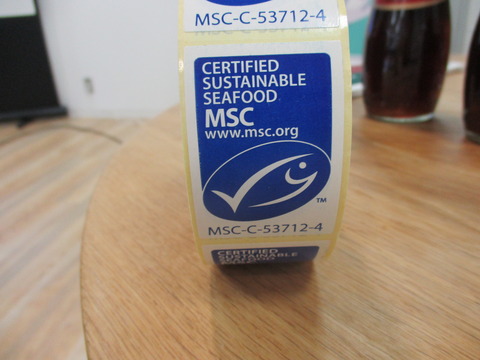 MSC-C-53712-4
CERTIFIED
SUSTAINABLE
SEAFOOD
MSC
www.msc.org
TM
MSC-C-53712-4
CERTIFIED
SUSTAINABLE